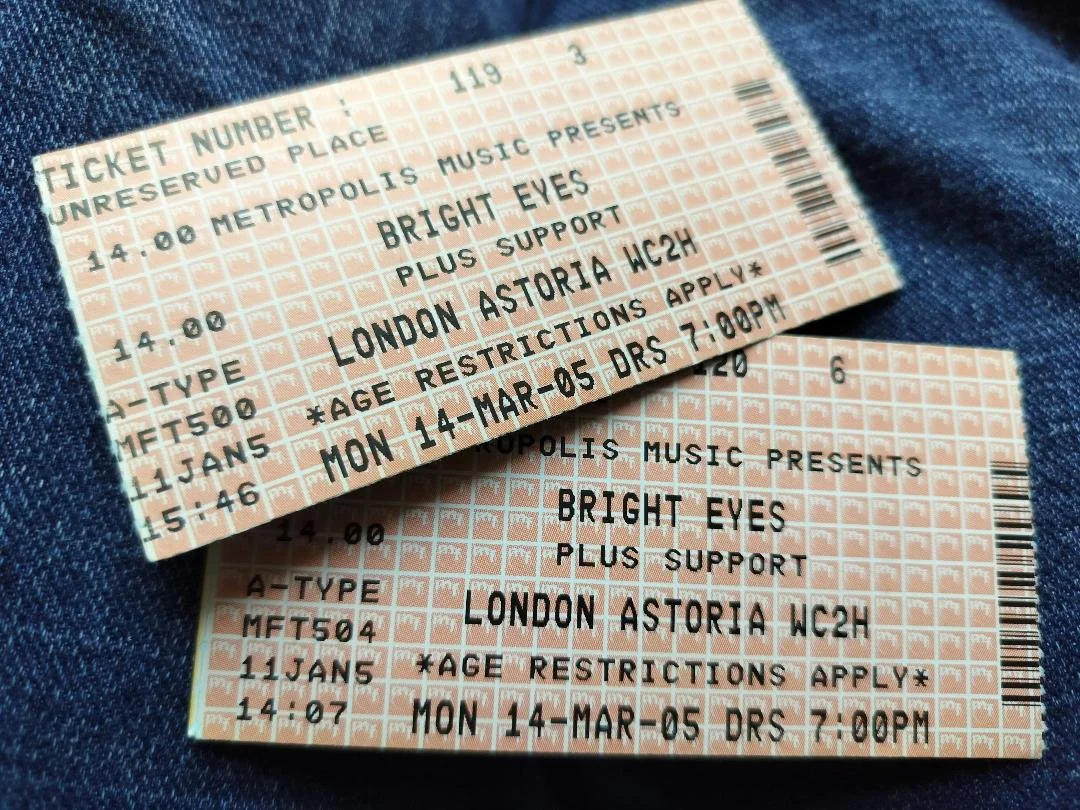 TICKET NUMBER : 119 3
UNRESERVED PLACE
14.00 METROPOLIS MUSIC PRESENTS
BRIGHT EYES
PLUS SUPPORT
14.00
LONDON ASTORIA WC2H
A-TYPE
*AGE RESTRICTIONS APPLY*
MFT500
MON 14-MAR-05 DRS 7:00PM
11JAN5
15:46
120 6
ROPOLIS MUSIC PRESENTS
BRIGHT EYES
14.00
PLUS SUPPORT
A-TYPE
LONDON ASTORIA WC2H
MFT504
11JAN5 *AGE RESTRICTIONS APPLY*
14:07 MON 14-MAR-05 DRS 7:00PM